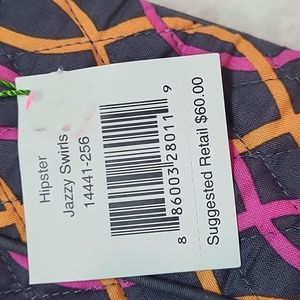 Hipster
Jazzy Swirls
14441-256
8 86003 28011 9
Suggested Retail $60.00